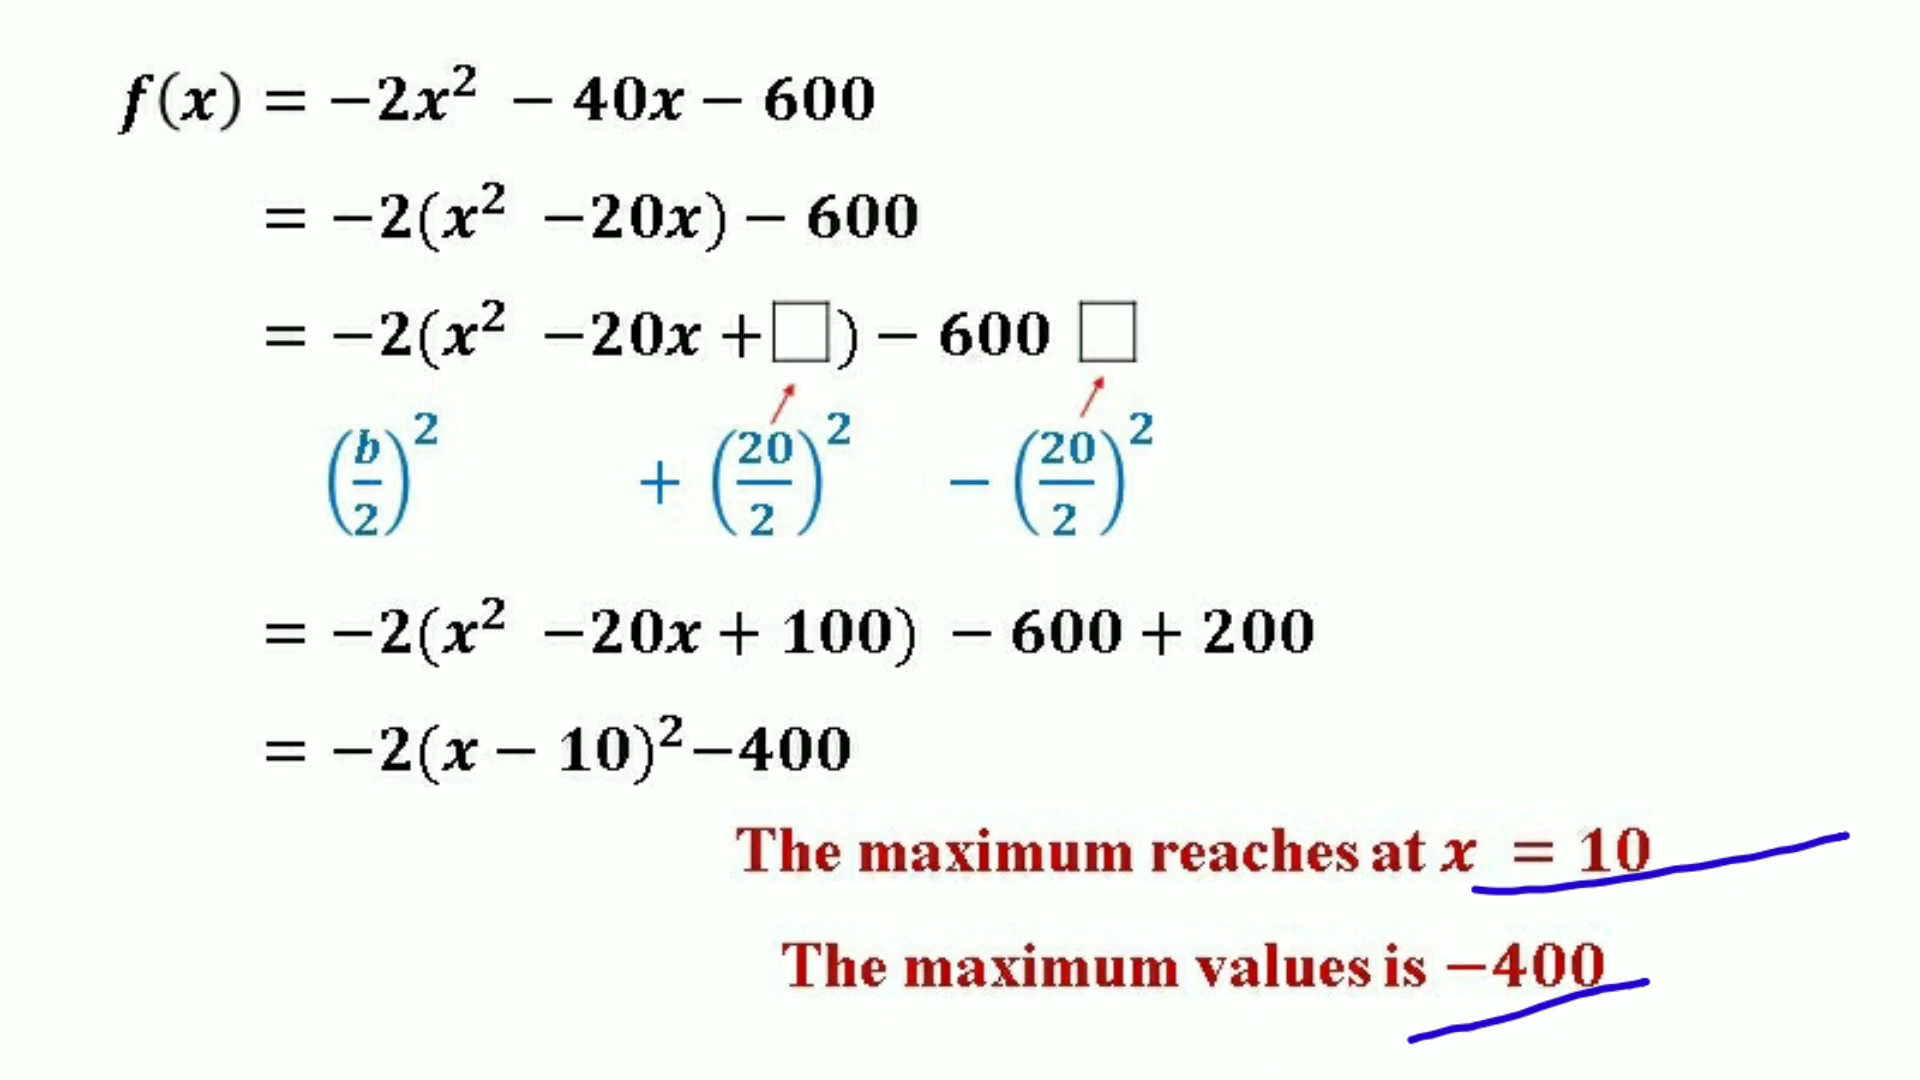 f(x) = −2x² − 40x − 600
= −2(x² −20x) − 600
= −2(x² −20x + □) − 600 □
(b/2)² + (20/2)² − (20/2)²
= −2(x² −20x + 100) − 600 + 200
= −2(x − 10)²−400
The maximum reaches at x = 10
The maximum values is −400